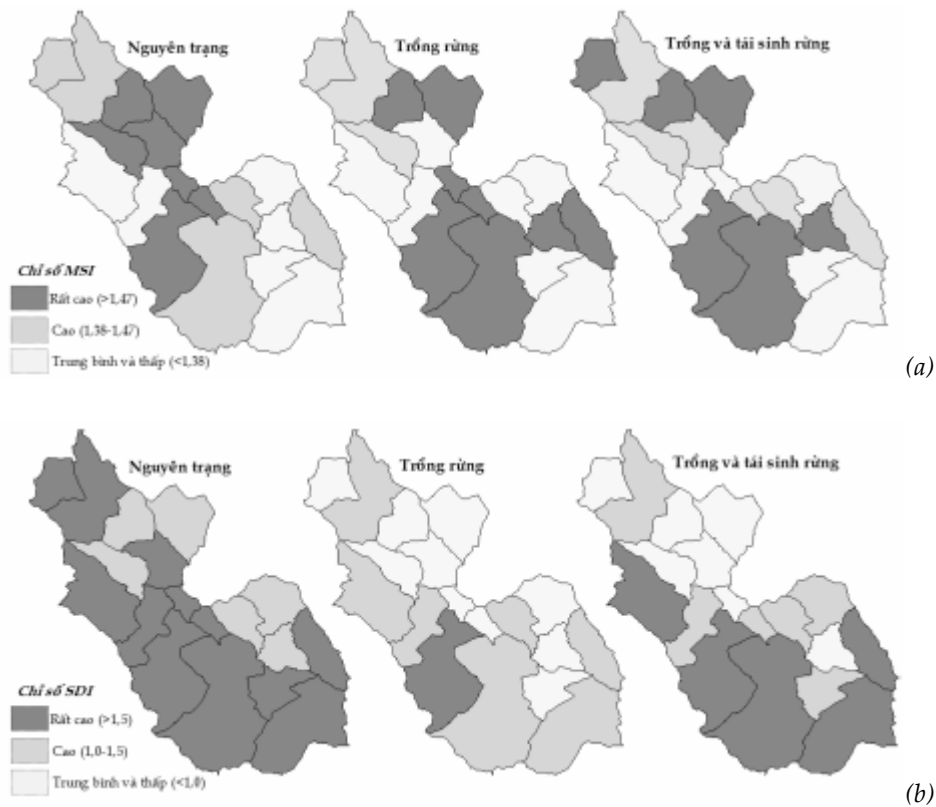 Nguyên trạng
Trồng rừng
Trồng và tái sinh rừng
Chỉ số MSI
Rất cao (>1,47)
Cao (1,38-1,47)
Trung bình và thấp (<1,38)
(a)
Nguyên trạng
Trồng rừng
Trồng và tái sinh rừng
Chỉ số SDI
Rất cao (>1,5)
Cao (1,0-1,5)
Trung bình và thấp (<1,0)
(b)